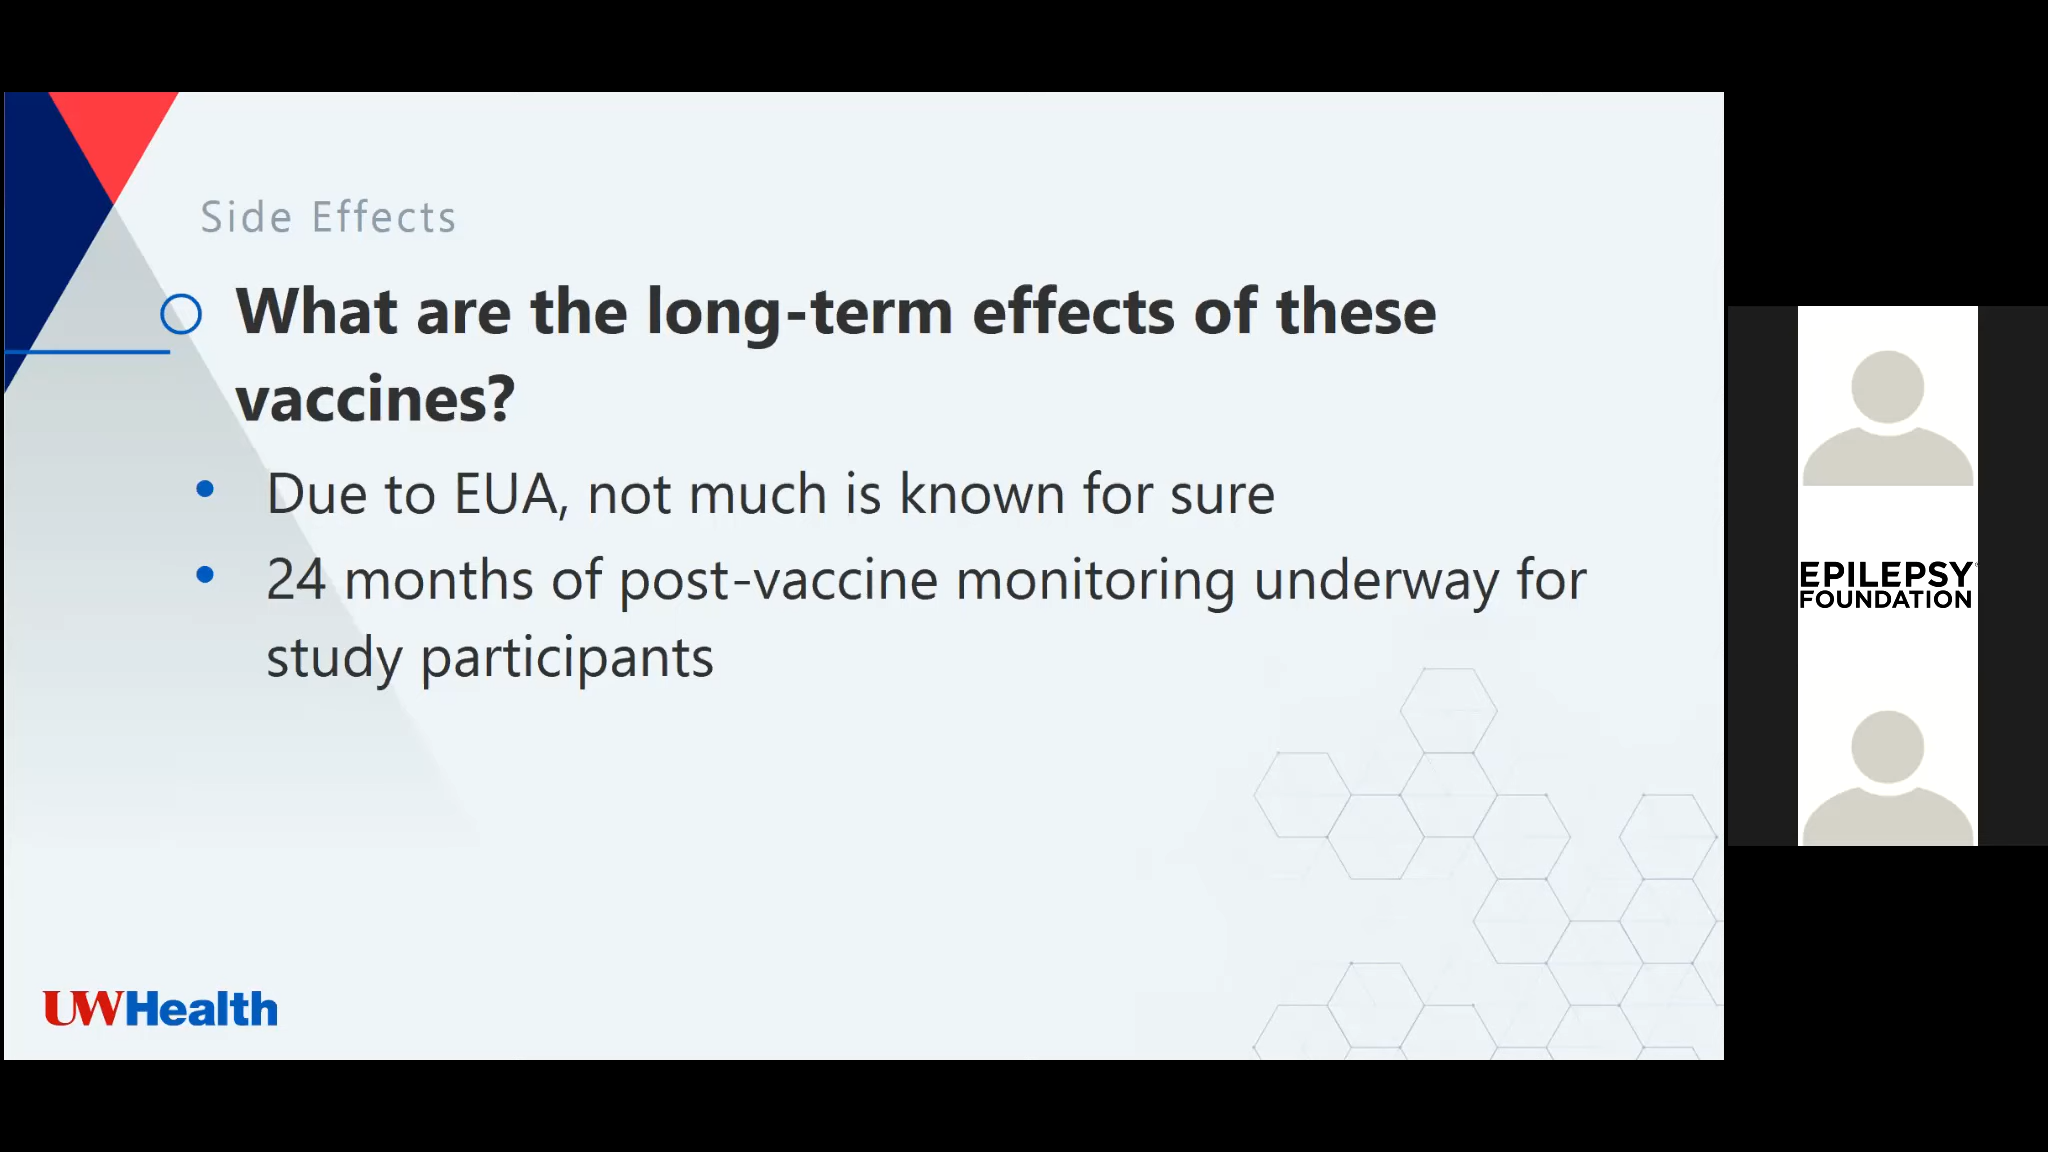 Side Effects
What are the long-term effects of these
vaccines?
• Due to EUA, not much is known for sure
• 24 months of post-vaccine monitoring underway for
study participants
UWHealth
EPILEPSY
FOUNDATION